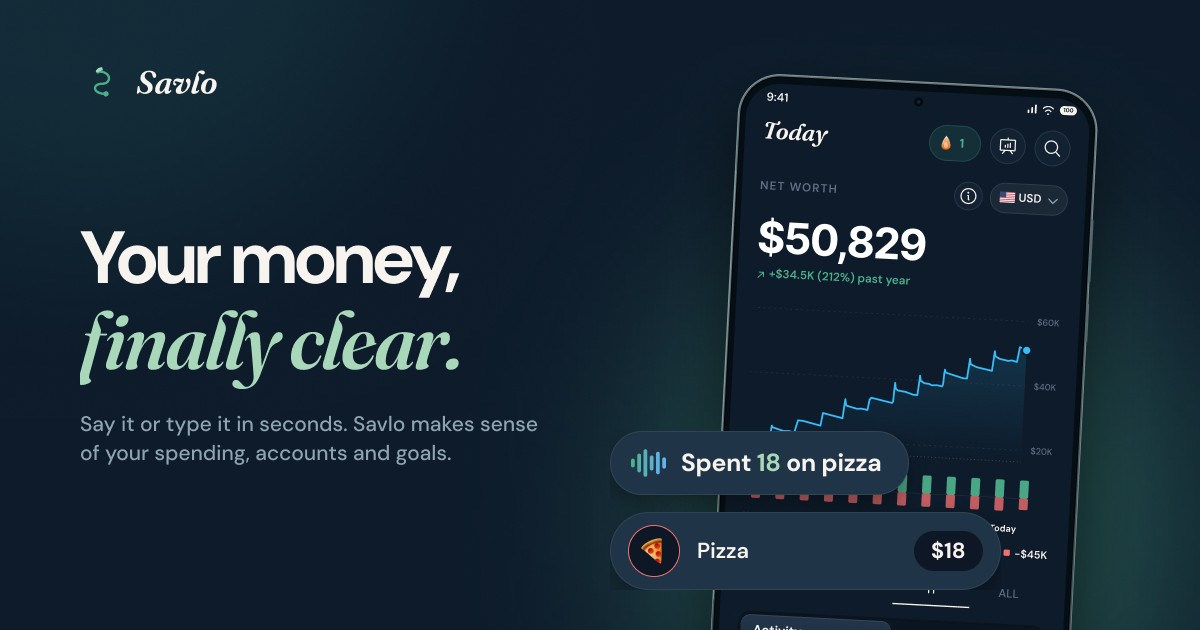 Savlo
Your money,
finally clear.
Say it or type it in seconds. Savlo makes sense
of your spending, accounts and goals.
9:41
100
Today
1
NET WORTH
USD
$50,829
↗ +$34.5K (212%) past year
$60K
$40K
$20K
Spent 18 on pizza
Today
Pizza
$18
-$45K
ALL
Activity